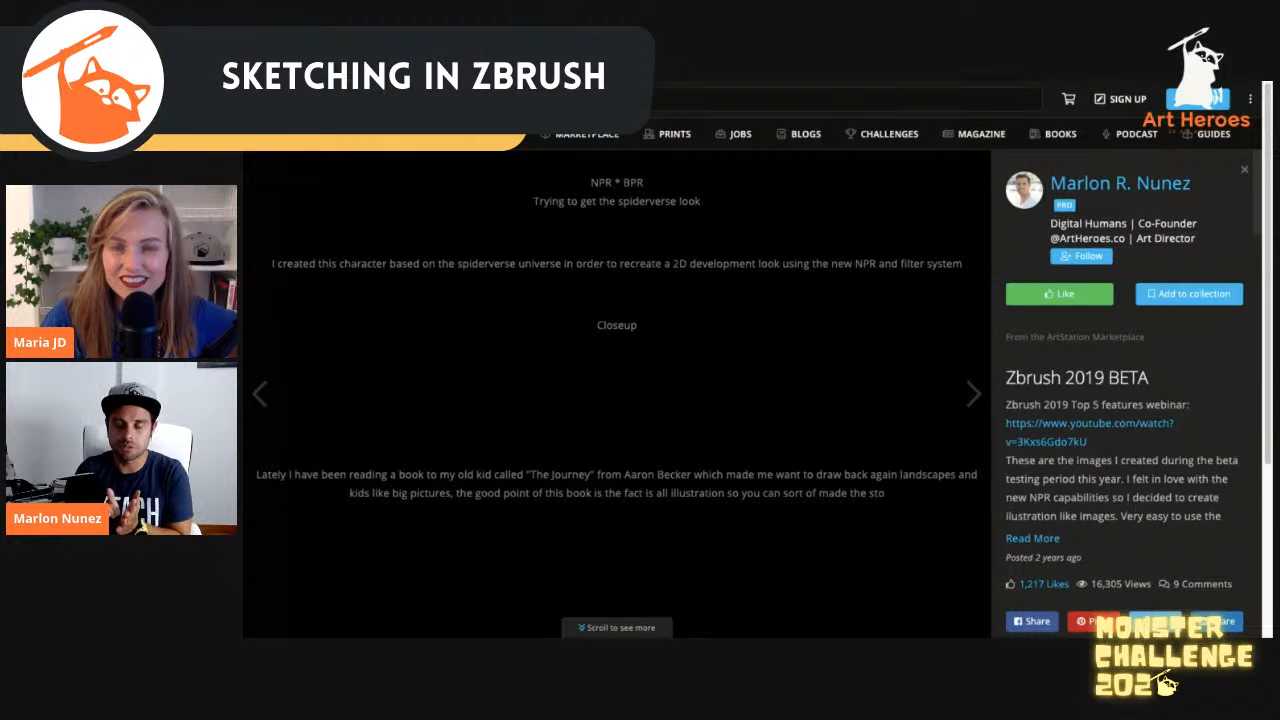 SKETCHING IN ZBRUSH
Art Heroes
SIGN UP
MARKETPLACE PRINTS JOBS BLOGS CHALLENGES MAGAZINE BOOKS PODCAST GUIDES
NPR * BPR
Trying to get the spiderverse look
I created this character based on the spiderverse universe in order to recreate a 2D development look using the new NPR and filter system
Closeup
Lately I have been reading a book to my old kid called "The Journey" from Aaron Becker which made me want to draw back again landscapes and
kids like big pictures, the good point of this book is the fact is all illustration so you can sort of made the sto
Scroll to see more
Marlon R. Nunez
PRO
Digital Humans | Co-Founder
@ArtHeroes.co | Art Director
Follow
Like
Add to collection
From the ArtStation Marketplace
Zbrush 2019 BETA
Zbrush 2019 Top 5 features webinar:
https://www.youtube.com/watch?
v=3Kxs6Gdo7kU
These are the images I created during the beta
testing period this year. I felt in love with the
new NPR capabilities so I decided to create
ilustration like images. Very easy to use the
Read More
Posted 2 years ago
1,217 Likes 16,305 Views 9 Comments
Share
MONSTER
CHALLENGE
202
Maria JD
Marlon Nunez